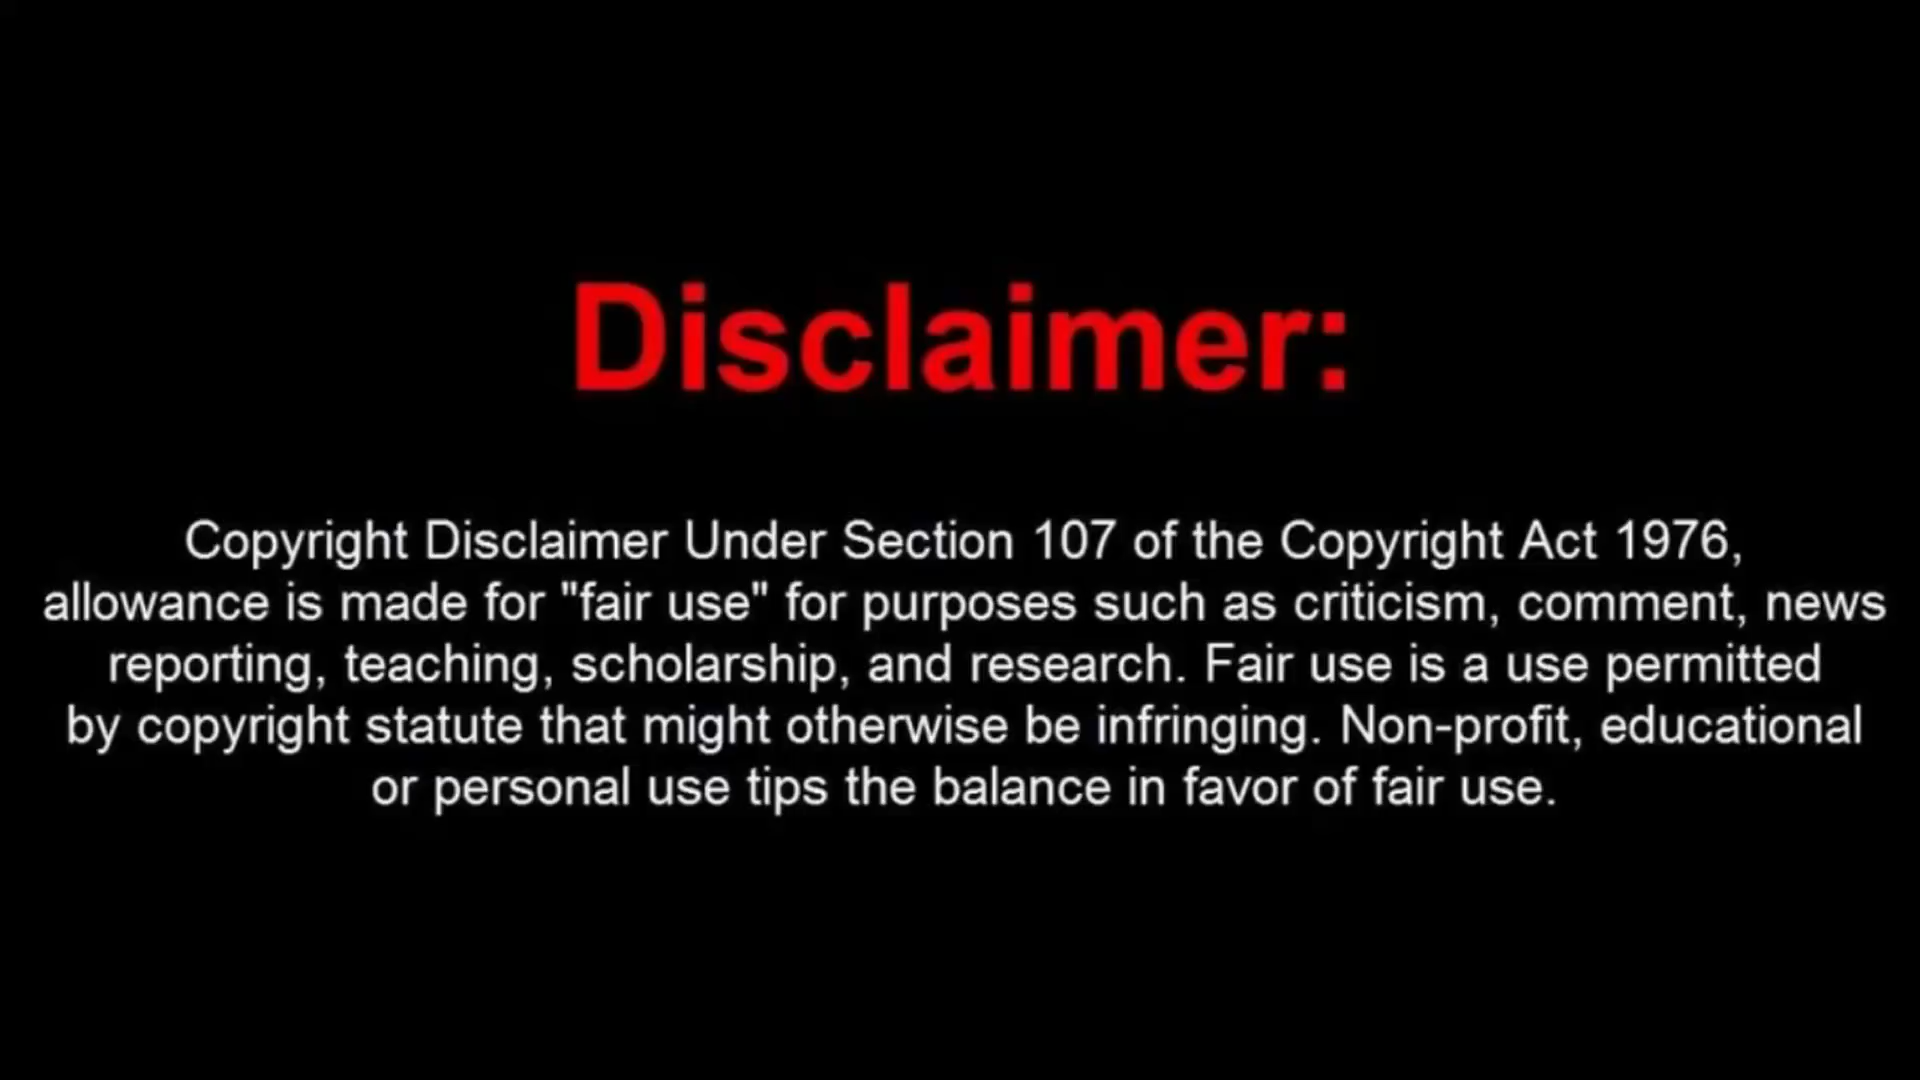 Disclaimer:
Copyright Disclaimer Under Section 107 of the Copyright Act 1976,
allowance is made for "fair use" for purposes such as criticism, comment, news
reporting, teaching, scholarship, and research. Fair use is a use permitted
by copyright statute that might otherwise be infringing. Non-profit, educational
or personal use tips the balance in favor of fair use.